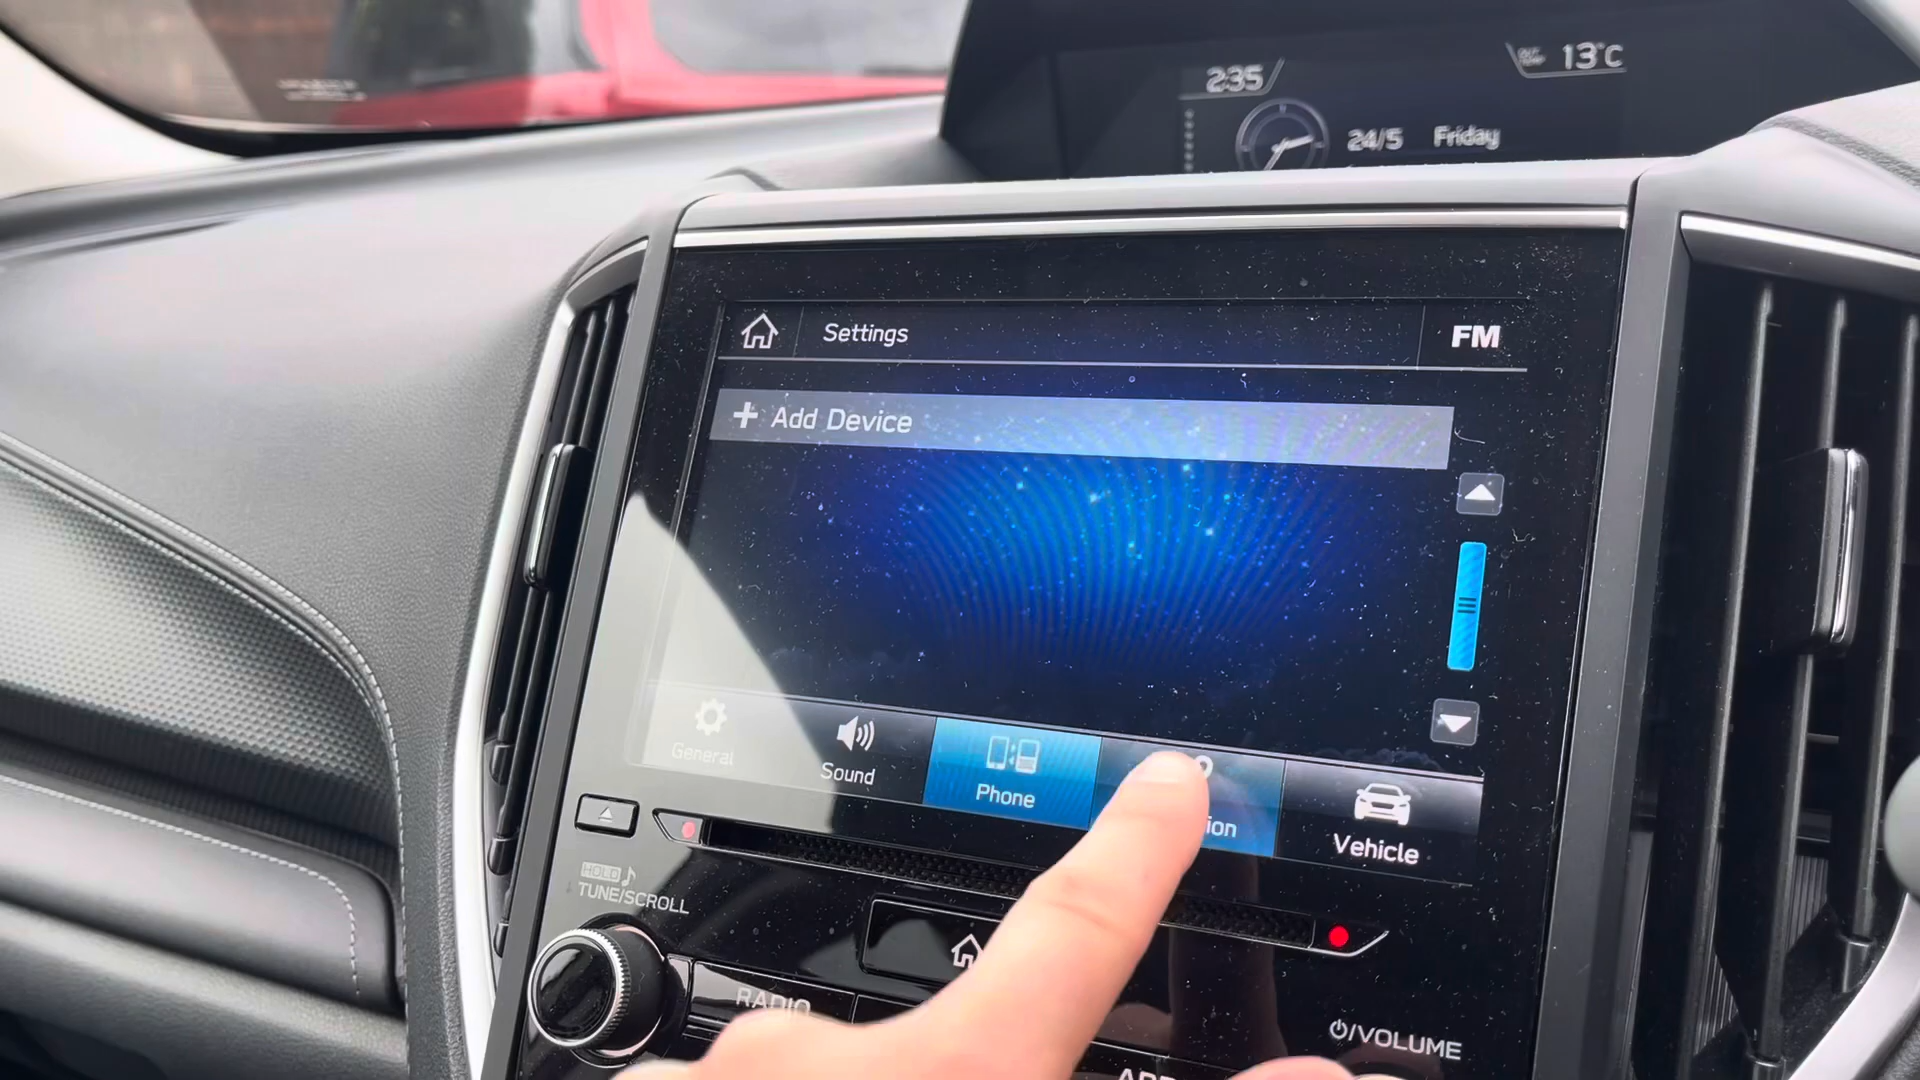 2:35
13°C
24/5 Friday
Settings
FM
+ Add Device
General
Sound
Phone
ion
Vehicle
HOLD
TUNE/SCROLL
RADIO
/VOLUME